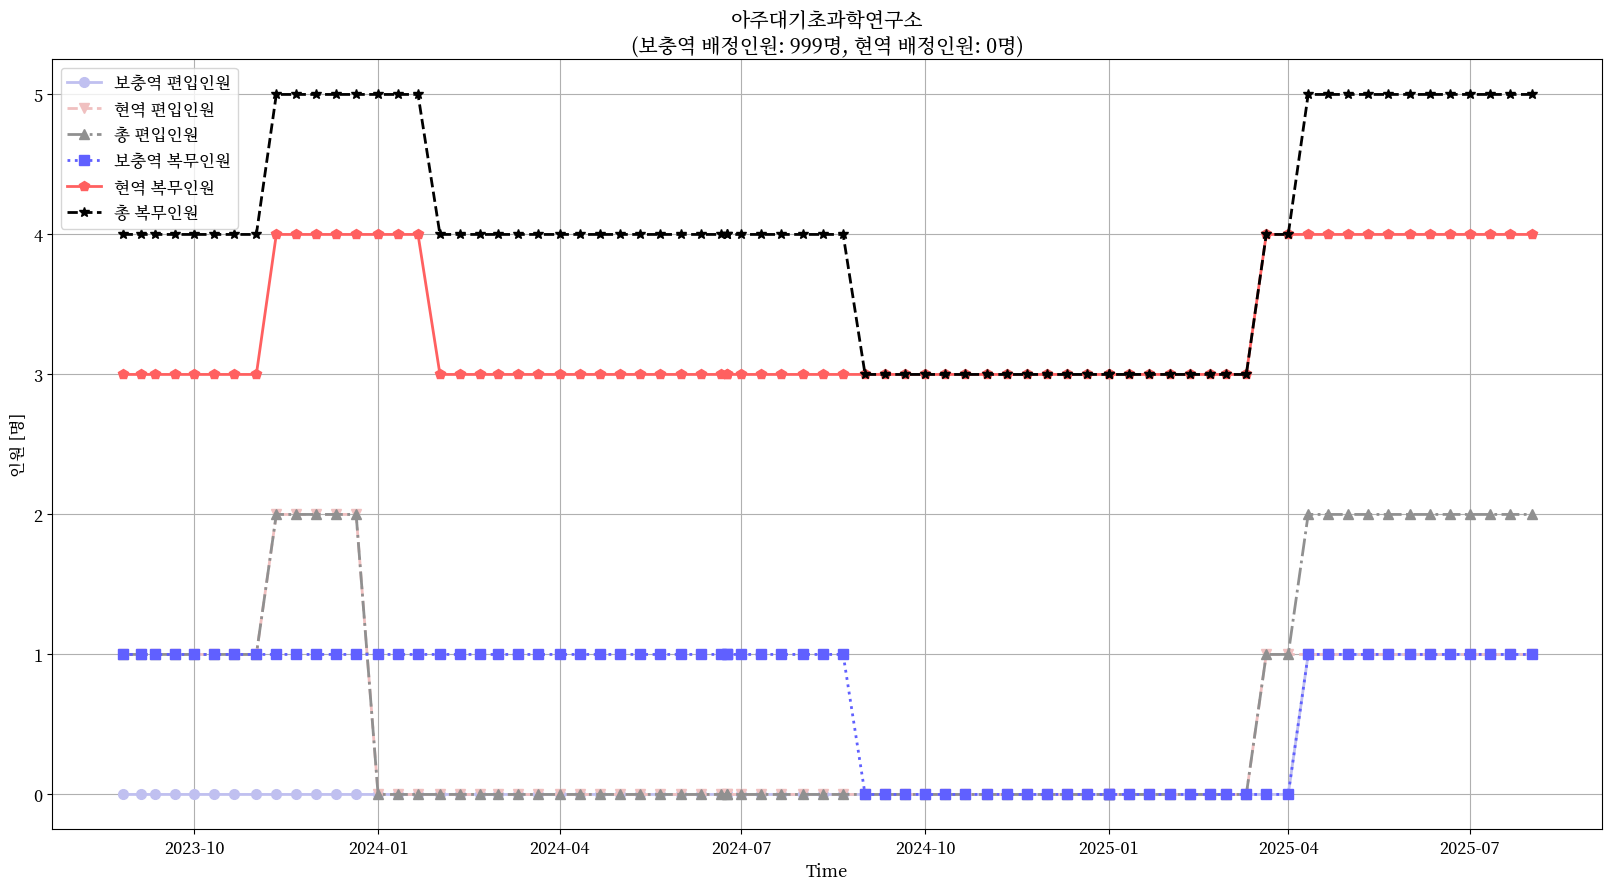 아주대기초과학연구소
(보충역 배정인원: 999명, 현역 배정인원: 0명)
보충역 편입인원
현역 편입인원
총 편입인원
보충역 복무인원
현역 복무인원
총 복무인원
5
4
3
2
1
0
인원 [명]
2023-10
2024-01
2024-04
2024-07
2024-10
2025-01
2025-04
2025-07
Time